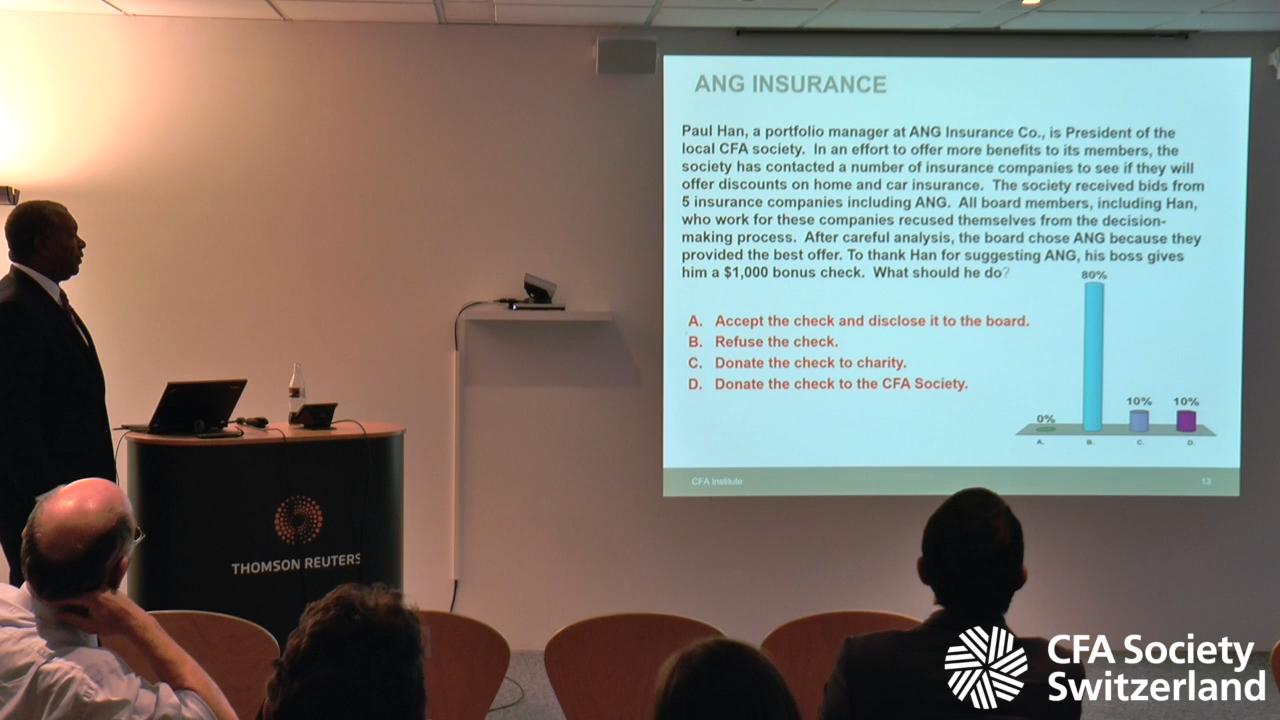 ANG INSURANCE
Paul Han, a portfolio manager at ANG Insurance Co., is President of the
local CFA society. In an effort to offer more benefits to its members, the
society has contacted a number of insurance companies to see if they will
offer discounts on home and car insurance. The society received bids from
5 insurance companies including ANG. All board members, including Han,
who work for these companies recused themselves from the decision-
making process. After careful analysis, the board chose ANG because they
provided the best offer. To thank Han for suggesting ANG, his boss gives
him a $1,000 bonus check. What should he do?
80%
A. Accept the check and disclose it to the board.
B. Refuse the check.
C. Donate the check to charity.
D. Donate the check to the CFA Society.
0%
10%
10%
A.
B.
C.
D.
CFA Institute
13
THOMSON REUTERS
CFA Society
Switzerland